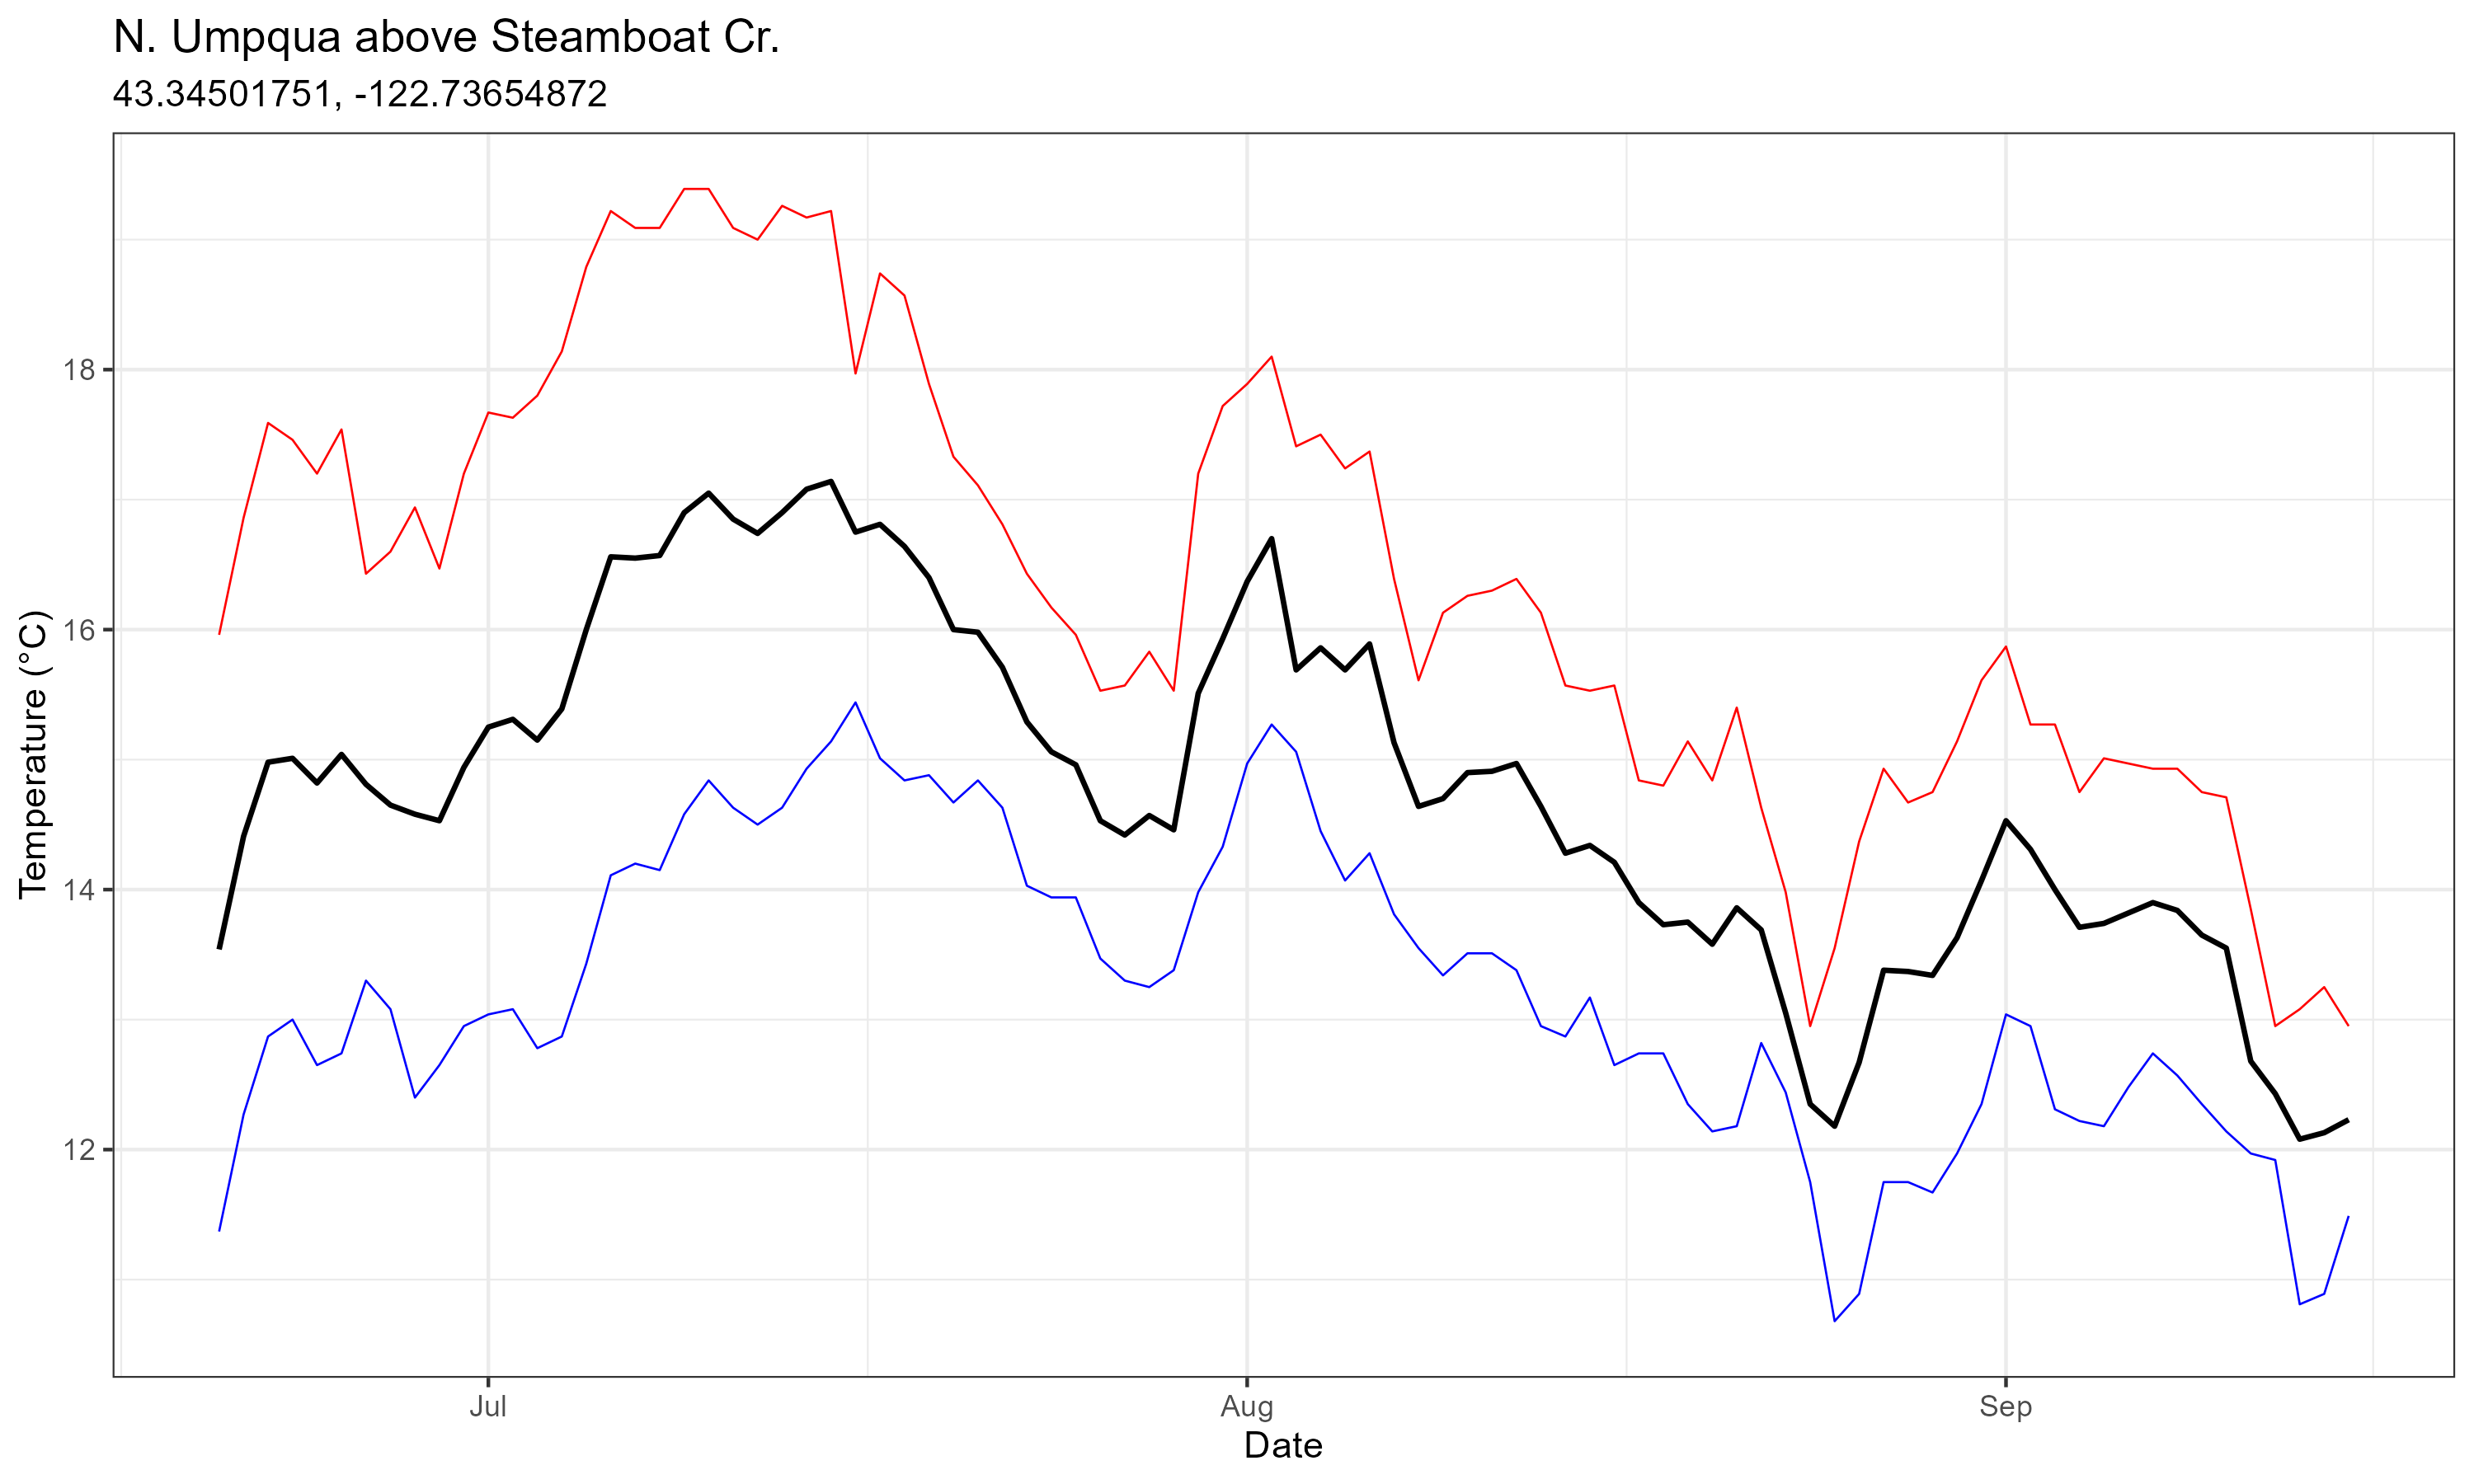 N. Umpqua above Steamboat Cr.
43.34501751, -122.73654872
Temperature (°C)
18
16
14
12
Jul
Aug
Sep
Date